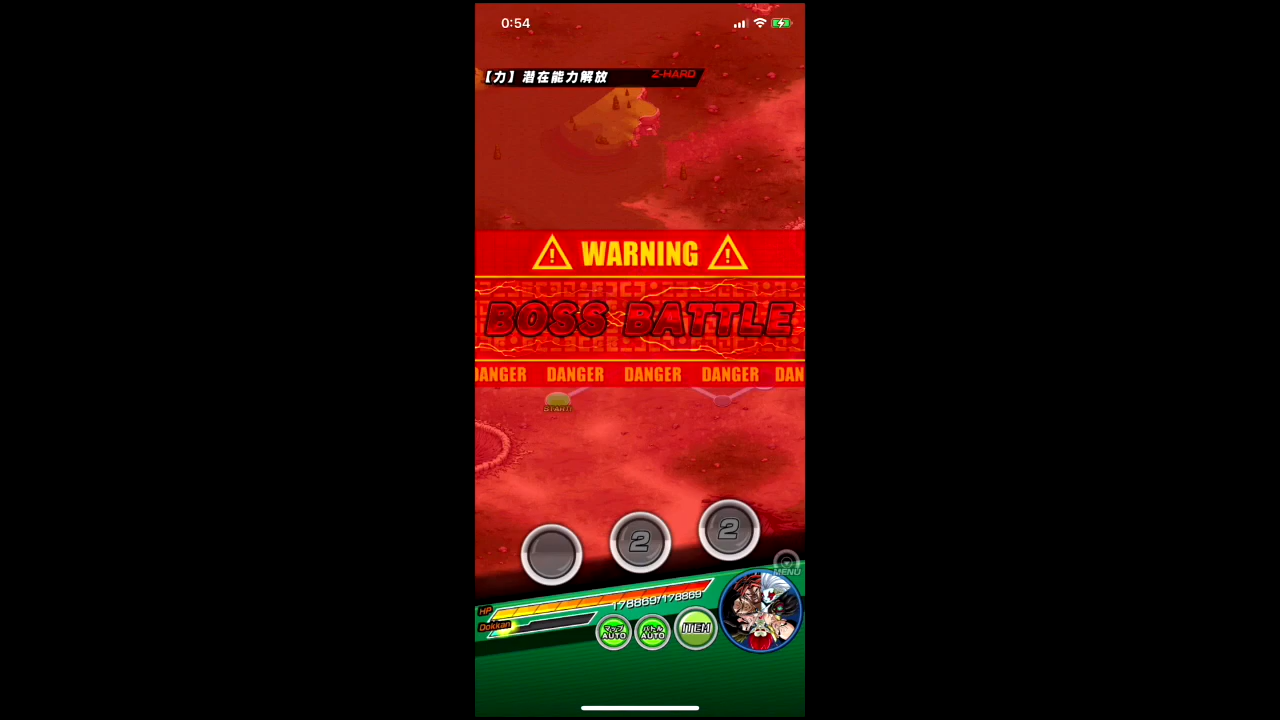 0:54
【力】潜在能力解放 Z-HARD
WARNING
BOSS BATTLE
DANGER DANGER DANGER DANGER DAN
START!
2 2
MENU
HP 178869/178869
Dokkan
マップ AUTO バトル AUTO ITEM